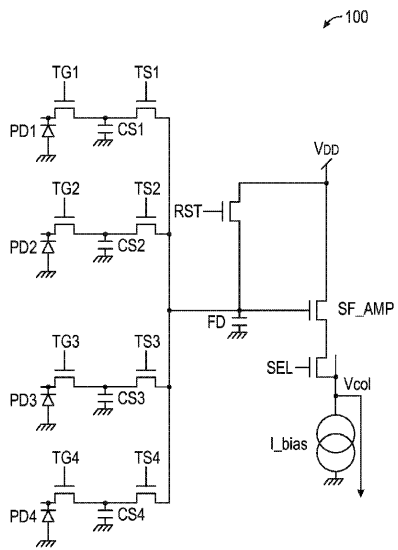 100
TG1 TS1
PD1 CS1
VDD
TG2 TS2
RST
PD2 CS2
FD SF_AMP
TG3 TS3
SEL
PD3 CS3 Vcol
I_bias
TG4 TS4
PD4 CS4